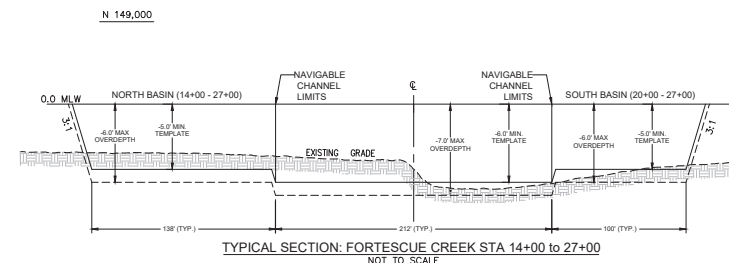 N 149,000
NAVIGABLE
CHANNEL
LIMITS
℄
NAVIGABLE
CHANNEL
LIMITS
0.0 MLW
NORTH BASIN (14+00 - 27+00)
SOUTH BASIN (20+00 - 27+00)
3:1
-6.0' MAX
OVERDEPTH
-5.0' MIN.
TEMPLATE
-7.0' MAX
OVERDEPTH
-6.0' MIN.
TEMPLATE
-6.0' MAX
OVERDEPTH
-5.0' MIN.
TEMPLATE
3:1
EXISTING GRADE
138' (TYP.)
212' (TYP.)
100' (TYP.)
TYPICAL SECTION: FORTESCUE CREEK STA 14+00 to 27+00
NOT TO SCALE